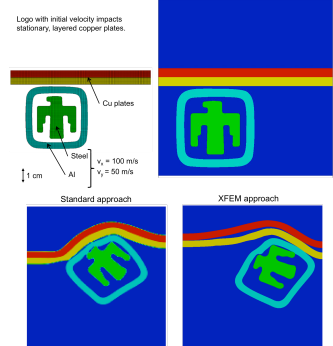 Logo with initial velocity impacts
stationary, layered copper plates.
Cu plates
Steel
Al
vₓ = 100 m/s
vᵧ = 50 m/s
1 cm
Standard approach
XFEM approach